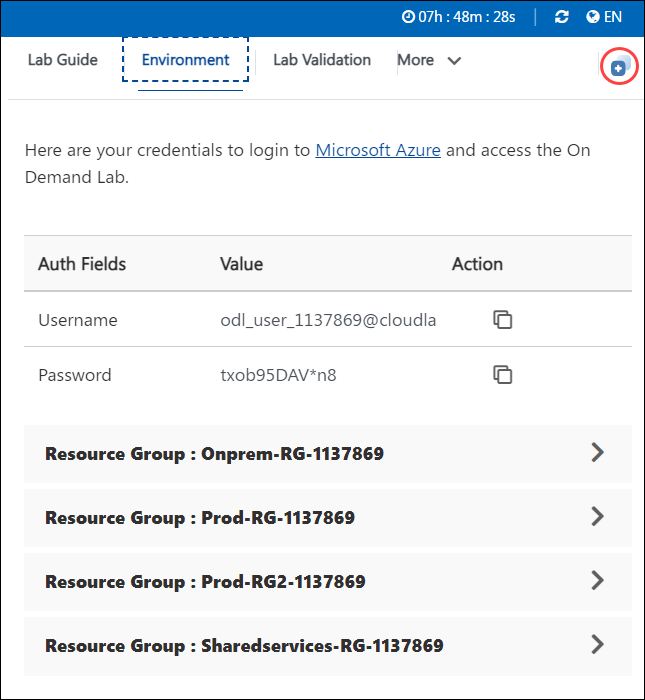 07h : 48m : 28s EN
Lab Guide Environment Lab Validation More
Here are your credentials to login to Microsoft Azure and access the On
Demand Lab.
Auth Fields Value Action
Username odl_user_1137869@cloudla
Password txob95DAV*n8
Resource Group : Onprem-RG-1137869
Resource Group : Prod-RG-1137869
Resource Group : Prod-RG2-1137869
Resource Group : Sharedservices-RG-1137869